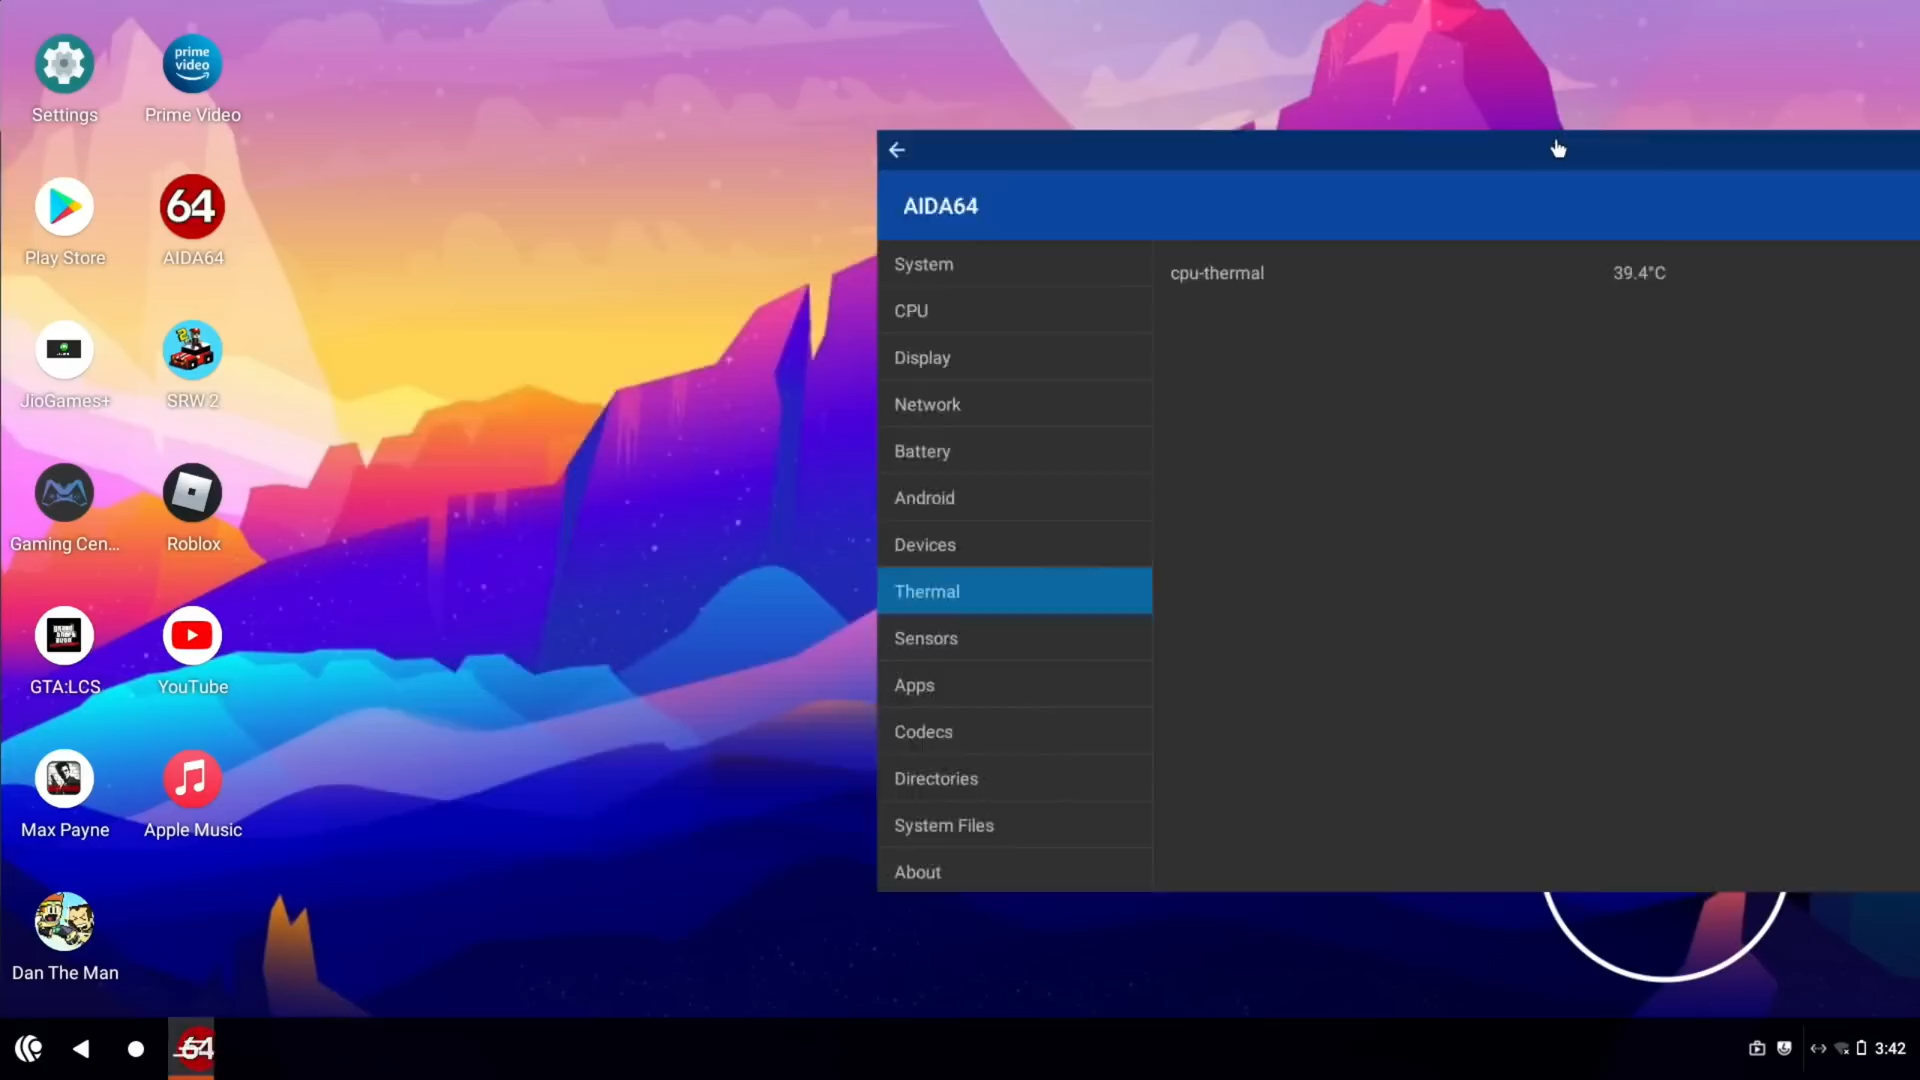 Settings
prime video
Prime Video
Play Store
64
AIDA64
JioGames+
2
SRW 2
Gaming Cen...
Roblox
GTA:LCS
YouTube
Max Payne
Apple Music
Dan The Man
AIDA64
System
CPU
Display
Network
Battery
Android
Devices
Thermal
Sensors
Apps
Codecs
Directories
System Files
About
cpu-thermal 39.4°C
64
3:42